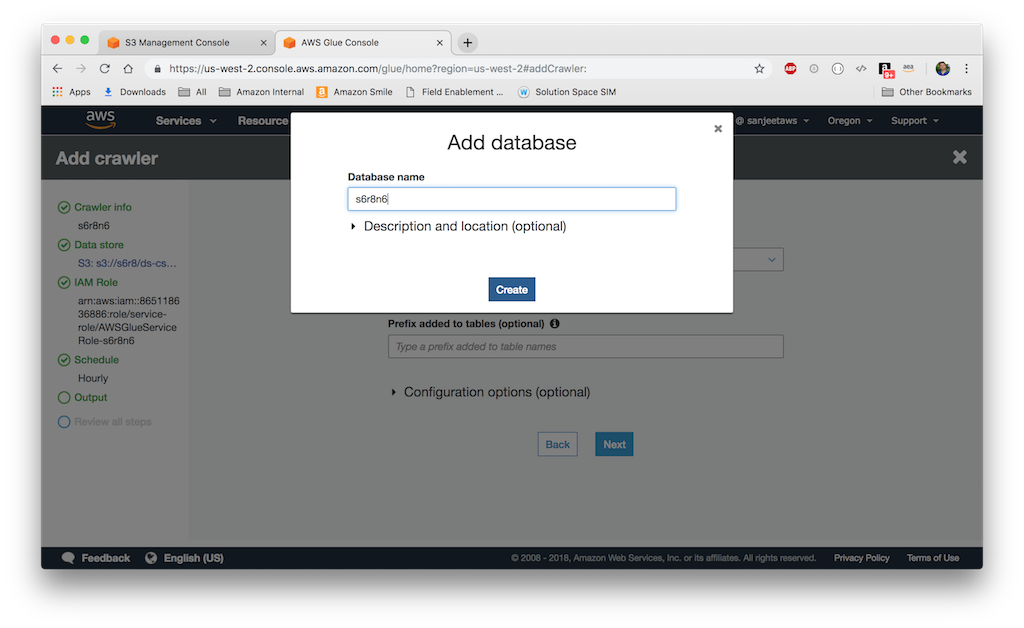 S3 Management Console
AWS Glue Console
https://us-west-2.console.aws.amazon.com/glue/home?region=us-west-2#addCrawler:
ABP
a
9+
aea
Apps
Downloads
All
Amazon Internal
a
Amazon Smile
Field Enablement ...
W
Solution Space SIM
Other Bookmarks
aws
Services
Resource
@ sanjeetaws
Oregon
Support
Add crawler
Crawler info
s6r8n6
Data store
S3: s3://s6r8/ds-cs...
IAM Role
arn:aws:iam::8651186
36886:role/service-
role/AWSGlueService
Role-s6r8n6
Schedule
Hourly
Output
Review all steps
Add database
Database name
s6r8n6
Description and location (optional)
Create
Prefix added to tables (optional)
Type a prefix added to table names
Configuration options (optional)
Back
Next
Feedback
English (US)
© 2008 - 2018, Amazon Web Services, Inc. or its affiliates. All rights reserved.
Privacy Policy
Terms of Use